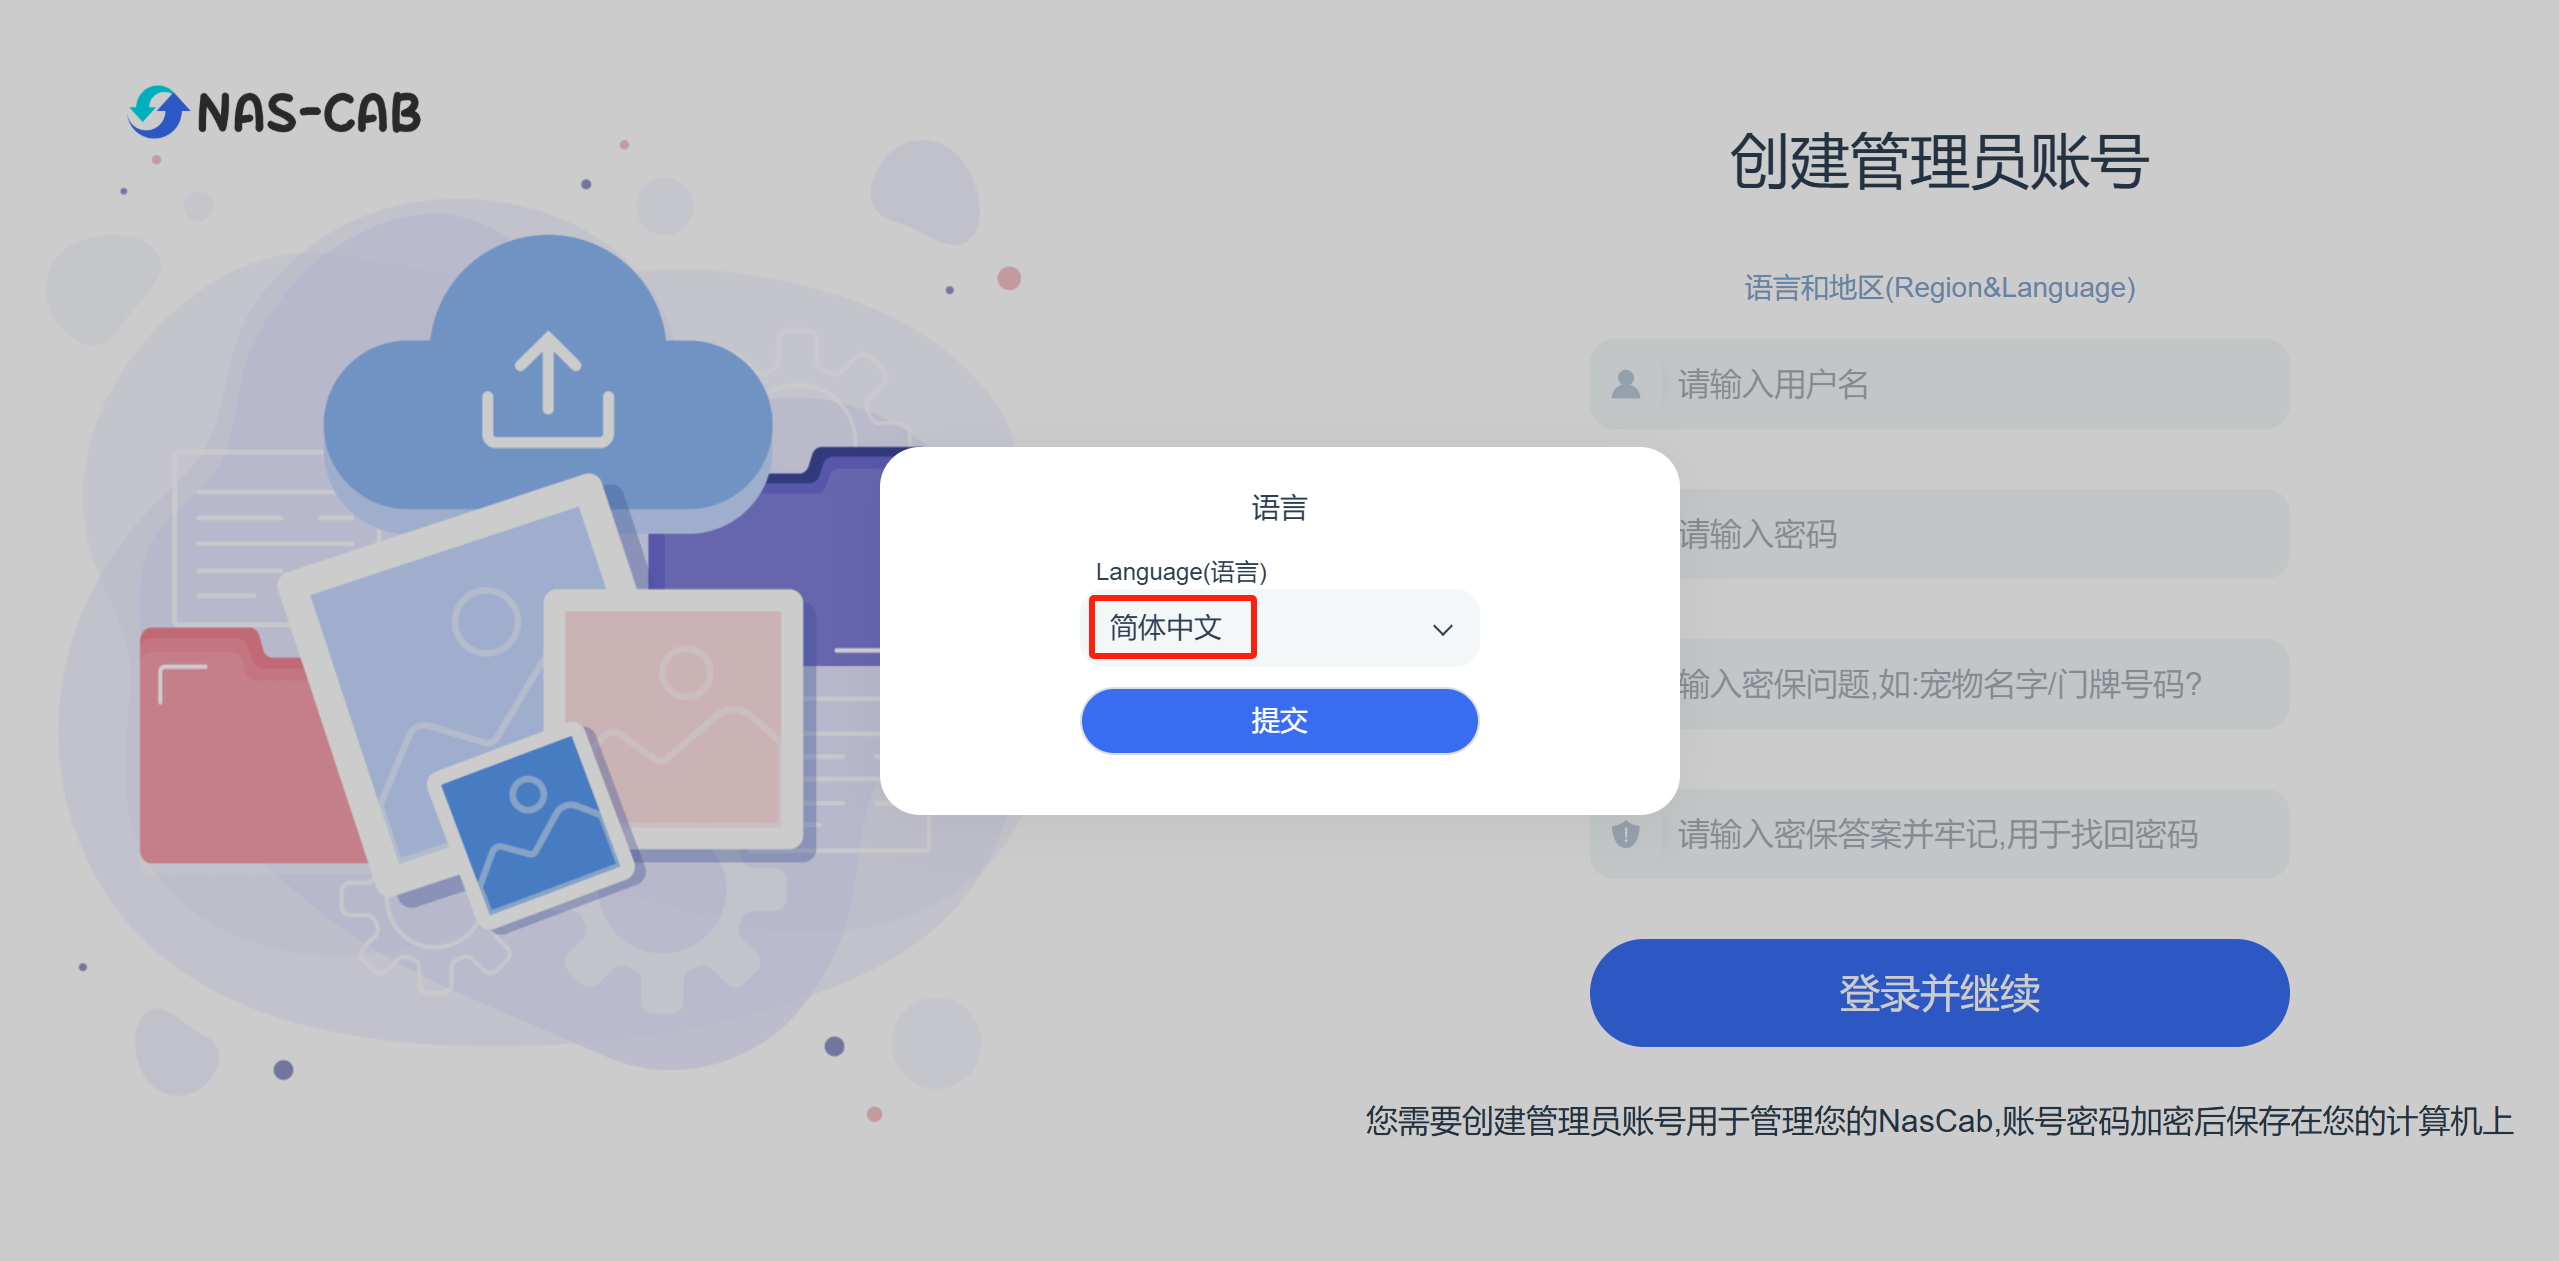 NAS-CAB
创建管理员账号
语言和地区(Region&Language)
请输入用户名
请输入密码
输入密保问题,如:宠物名字/门牌号码?
请输入密保答案并牢记,用于找回密码
登录并继续
您需要创建管理员账号用于管理您的NasCab,账号密码加密后保存在您的计算机上
语言
Language(语言)
简体中文
提交